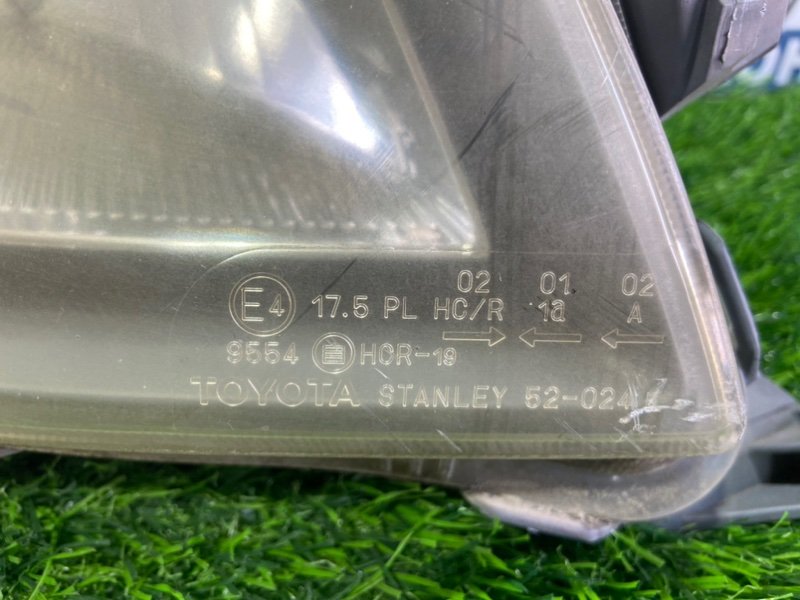 02 01 02
E4 17.5 PL HC/R 1a A
9554 HCR-19
TOYOTA STANLEY 52-024